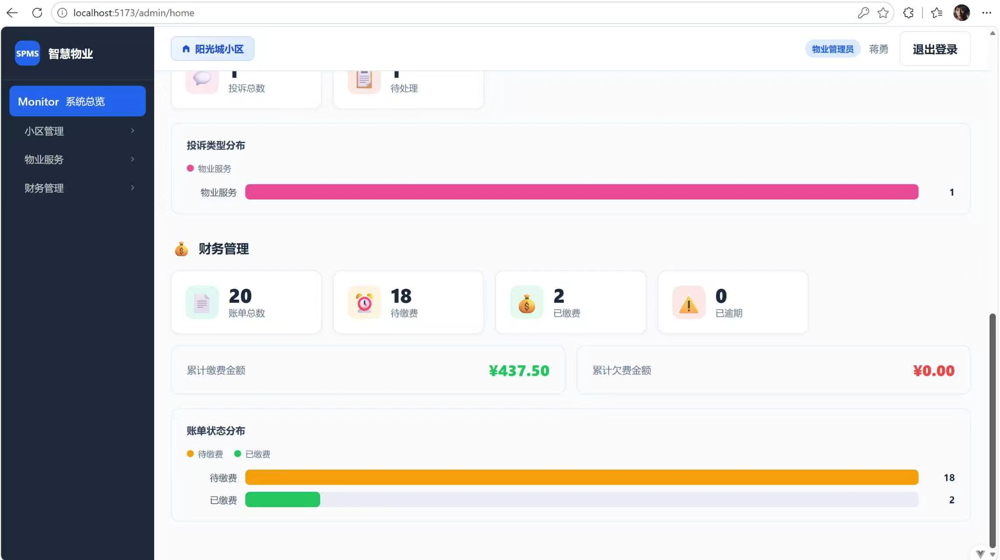 localhost:5173/admin/home
SPMS 智慧物业
阳光城小区
物业管理员 蒋勇 退出登录
Monitor 系统总览
小区管理
物业服务
财务管理
投诉总数
待处理
投诉类型分布
物业服务
物业服务 1
财务管理
20
账单总数
18
待缴费
2
已缴费
0
已逾期
累计缴费金额 ¥437.50
累计欠费金额 ¥0.00
账单状态分布
待缴费 已缴费
待缴费 18
已缴费 2